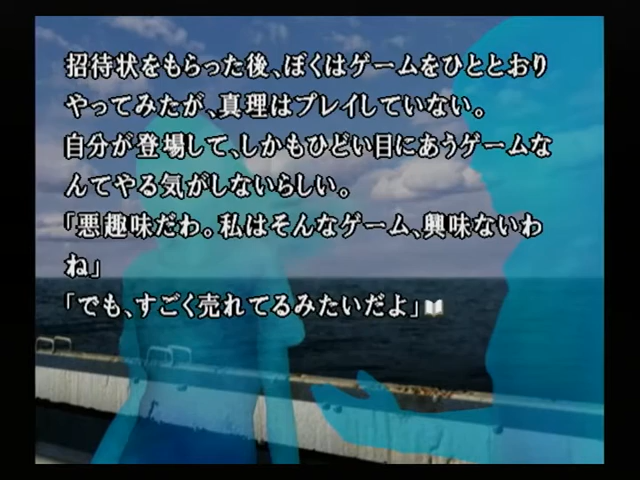 招待状をもらった後、ぼくはゲームをひととおり
やってみたが、真理はプレイしていない。
自分が登場して、しかもひどい目にあうゲームな
んてやる気がしないらしい。
「悪趣味だわ。私はそんなゲーム、興味ないわ
ね」
「でも、すごく売れてるみたいだよ」